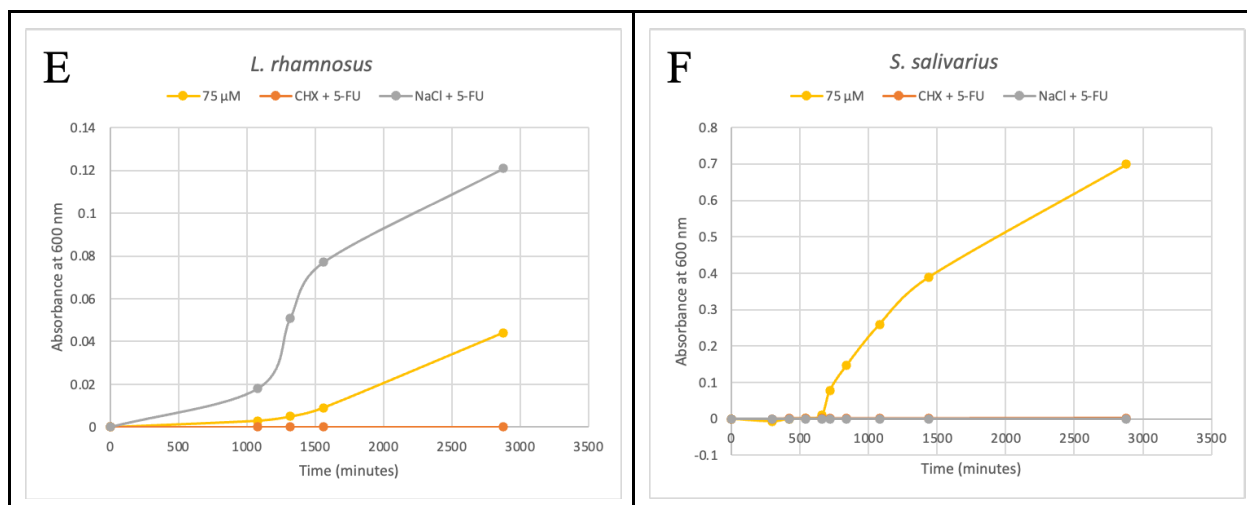 E
L. rhamnosus
75 µM CHX + 5-FU NaCl + 5-FU
Absorbance at 600 nm
0.14
0.12
0.1
0.08
0.06
0.04
0.02
0
0 500 1000 1500 2000 2500 3000 3500
Time (minutes)
F
S. salivarius
75 µM CHX + 5-FU NaCl + 5-FU
Absorbance at 600 nm
0.8
0.7
0.6
0.5
0.4
0.3
0.2
0.1
0
-0.1
0 500 1000 1500 2000 2500 3000 3500
Time (minutes)